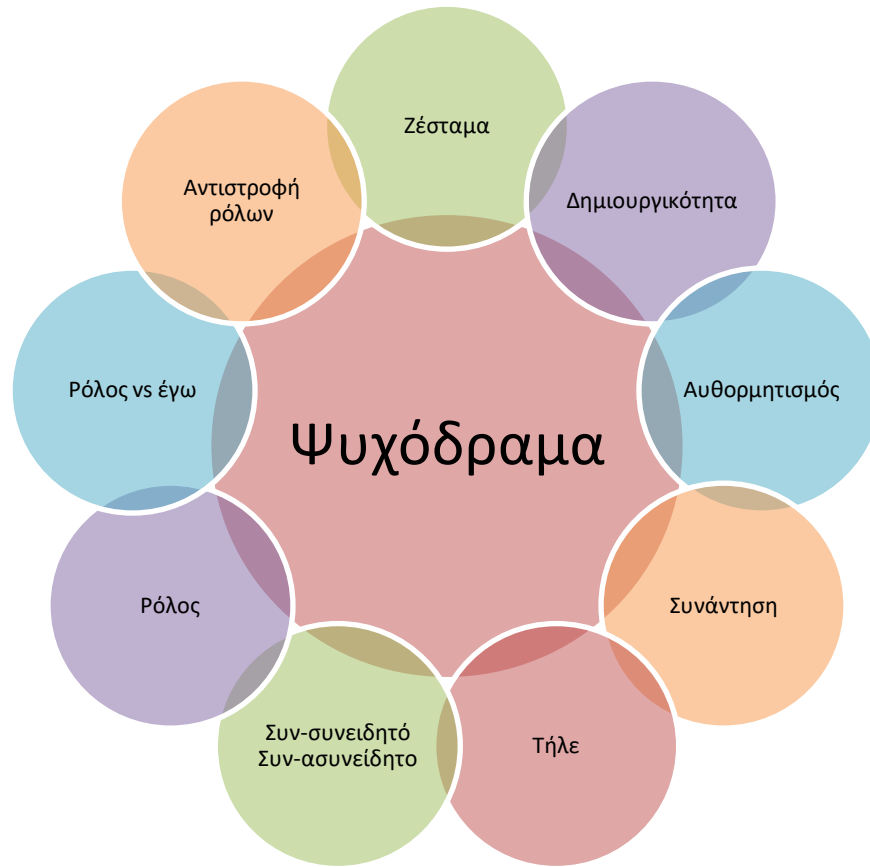 Ζέσταμα
Δημιουργικότητα
Αυθορμητισμός
Συνάντηση
Τήλε
Συν-συνειδητό
Συν-ασυνείδητο
Ρόλος
Ρόλος vs έγω
Αντιστροφή
ρόλων
Ψυχόδραμα